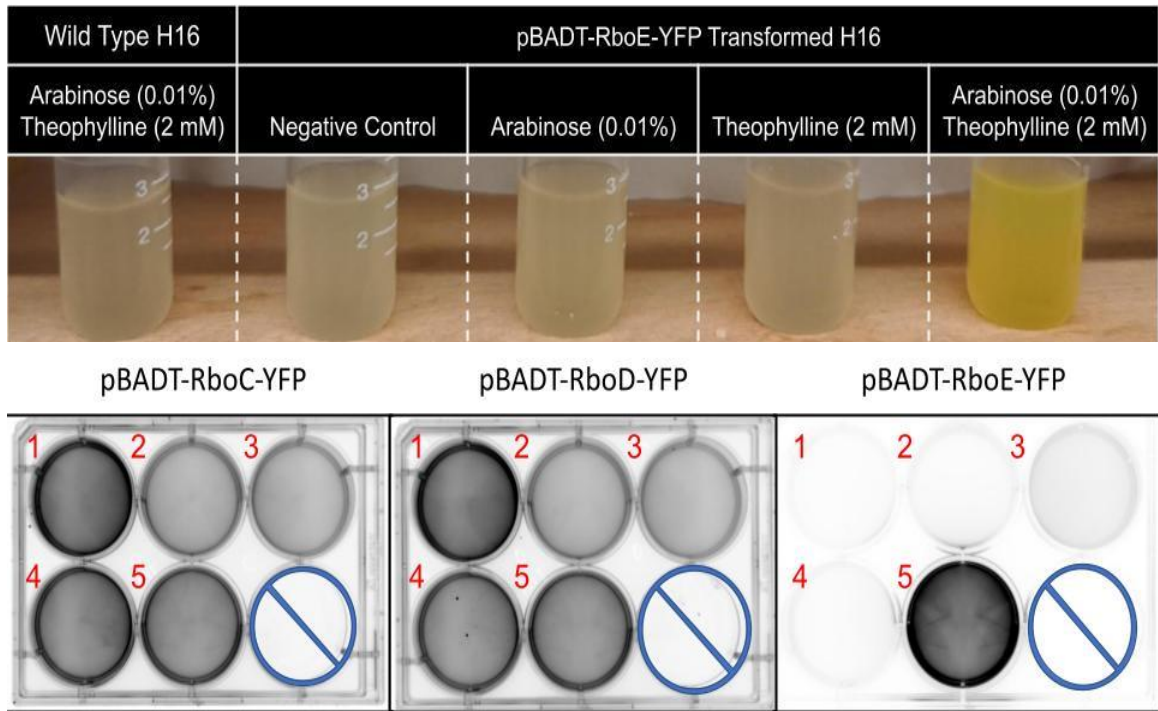 Wild Type H16
pBADT-RboE-YFP Transformed H16
Arabinose (0.01%)
Theophylline (2 mM)
Negative Control
Arabinose (0.01%)
Theophylline (2 mM)
Arabinose (0.01%)
Theophylline (2 mM)
3
2
3
2
3
2
3
2
pBADT-RboC-YFP
pBADT-RboD-YFP
pBADT-RboE-YFP
1 2 3
4 5
1 2 3
4 5
1 2 3
4 5